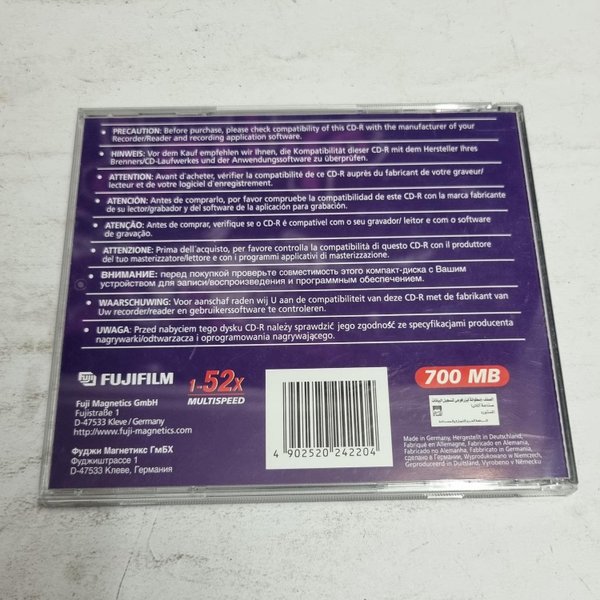 • PRECAUTION: Before purchase, please check compatibility of this CD-R with the manufacturer of your
Recorder/Reader and recording application software.
• HINWEIS: Vor dem Kauf empfehlen wir Ihnen, die Kompatibilität dieser CD-R mit dem Hersteller Ihres
Brenners/CD-Laufwerkes und der Anwendungssoftware zu überprüfen.
• ATTENTION: Avant d'acheter, vérifier la compatibilité de ce CD-R auprès du fabricant de votre graveur/
lecteur et de votre logiciel d'enregistrement.
• ATENCIÓN: Antes de comprarlo, por favor compruebe la compatibilidad de este CD-R con la marca fabricante
de su lector/grabador y del software de la aplicación para grabación.
• ATENÇÃO: Antes de comprar, verifique se o CD-R é compatível com o seu gravador/ leitor e com o software
de gravação.
• ATTENZIONE: Prima dell'acquisto, per favore controlla la compatibilità di questo CD-R con il produttore
del tuo masterizzatore/lettore e con i programmi applicativi di masterizzazione.
• ВНИМАНИЕ: перед покупкой проверьте совместимость этого компакт-диска с Вашим
устройством для записи/воспроизведения и программным обеспечением.
• WAARSCHUWING: Voor aanschaf raden wij U aan de compatibiliteit van deze CD-R met de fabrikant van
Uw recorder/reader en gebruikerssoftware te controleren.
• UWAGA: Przed nabyciem tego dysku CD-R należy sprawdzić jego zgodność ze specyfikacjami producenta
nagrywarki/odtwarzacza i oprogramowania nagrywającego.
FUJI FUJIFILM
1-52x
MULTISPEED
700 MB
Fuji Magnetics GmbH
Fujistraße 1
D-47533 Kleve / Germany
http://www.fuji-magnetics.com
Фуджи Магнетикс ГмБХ
Фуджиштрассе 1
D-47533 Клеве, Германия
4 902520 242204
صناعة ألمانيا
Made in Germany, Hergestellt in Deutschland,
Fabriqué en Allemagne, Fabricado en Alemania,
Fabricado no Alemanha, Fabbricato in Germania,
сделано в Германии, Wyprodukowano w Niemczech,
Geproduceerd in Duitsland, Vyrobeno v Německu